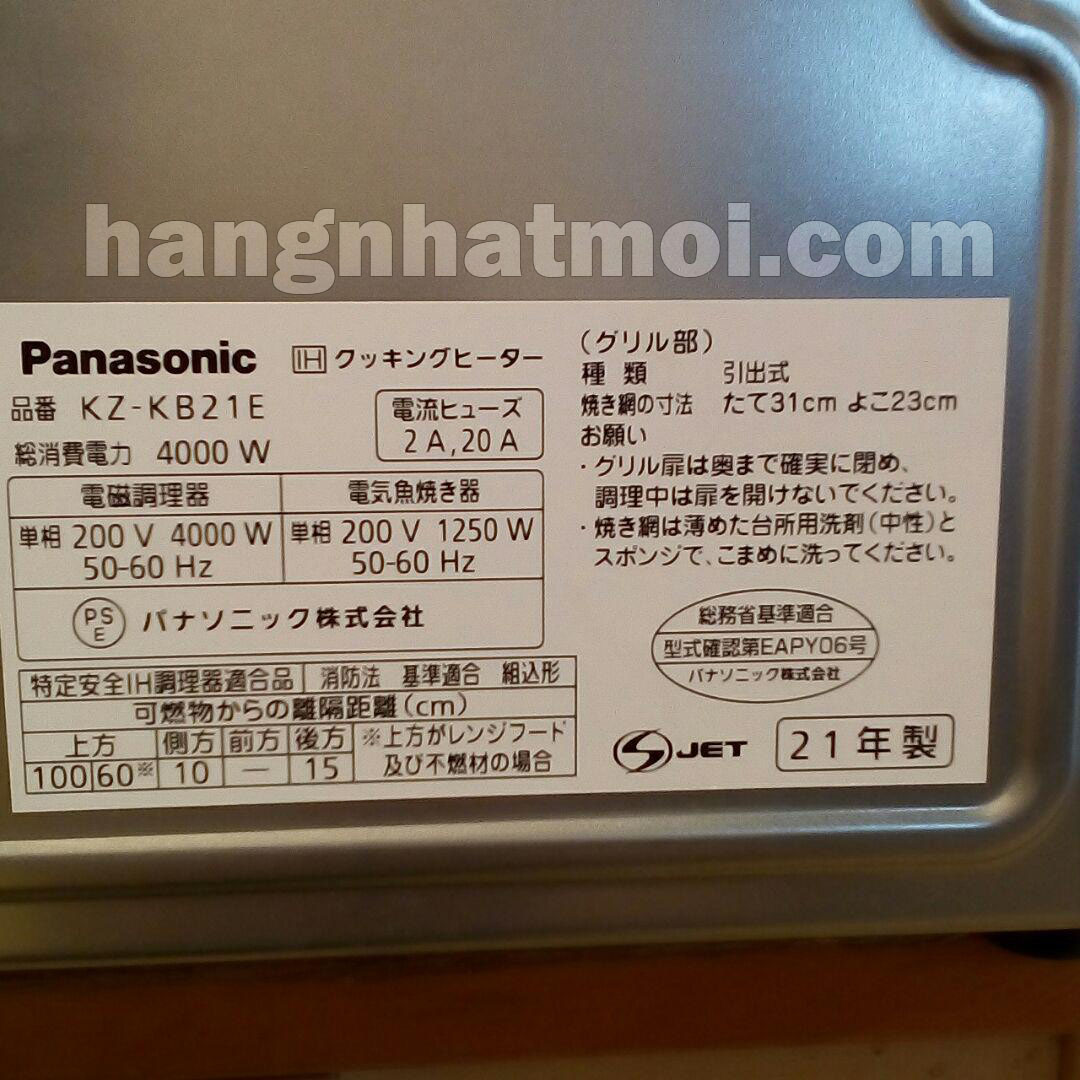 hangnhatmoi.com
Panasonic IH クッキングヒーター
品番 KZ-KB21E
総消費電力 4000 W
電流ヒューズ
2 A,20 A
電磁調理器 電気魚焼き器
単相 200 V 4000 W 単相 200 V 1250 W
50-60 Hz 50-60 Hz
PS
E
パナソニック株式会社
特定安全IH調理器適合品 消防法 基準適合 組込形
可燃物からの離隔距離(cm)
上方 側方 前方 後方
100 60※ 10 — 15
※上方がレンジフード
及び不燃材の場合
(グリル部)
種類 引出式
焼き網の寸法 たて31cm よこ23cm
お願い
・グリル扉は奥まで確実に閉め、
調理中は扉を開けないでください。
・焼き網は薄めた台所用洗剤(中性)と
スポンジで、こまめに洗ってください。
総務省基準適合
型式確認第EAPY06号
パナソニック株式会社
S JET
21年製